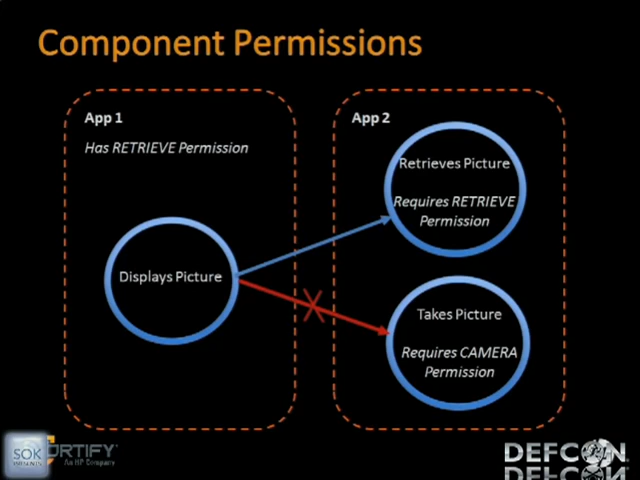 Component Permissions
App 1
Has RETRIEVE Permission
Displays Picture
App 2
Retrieves Picture
Requires RETRIEVE
Permission
Takes Picture
Requires CAMERA
Permission
SOK
ORTIFY
An HP Company
DEFCON